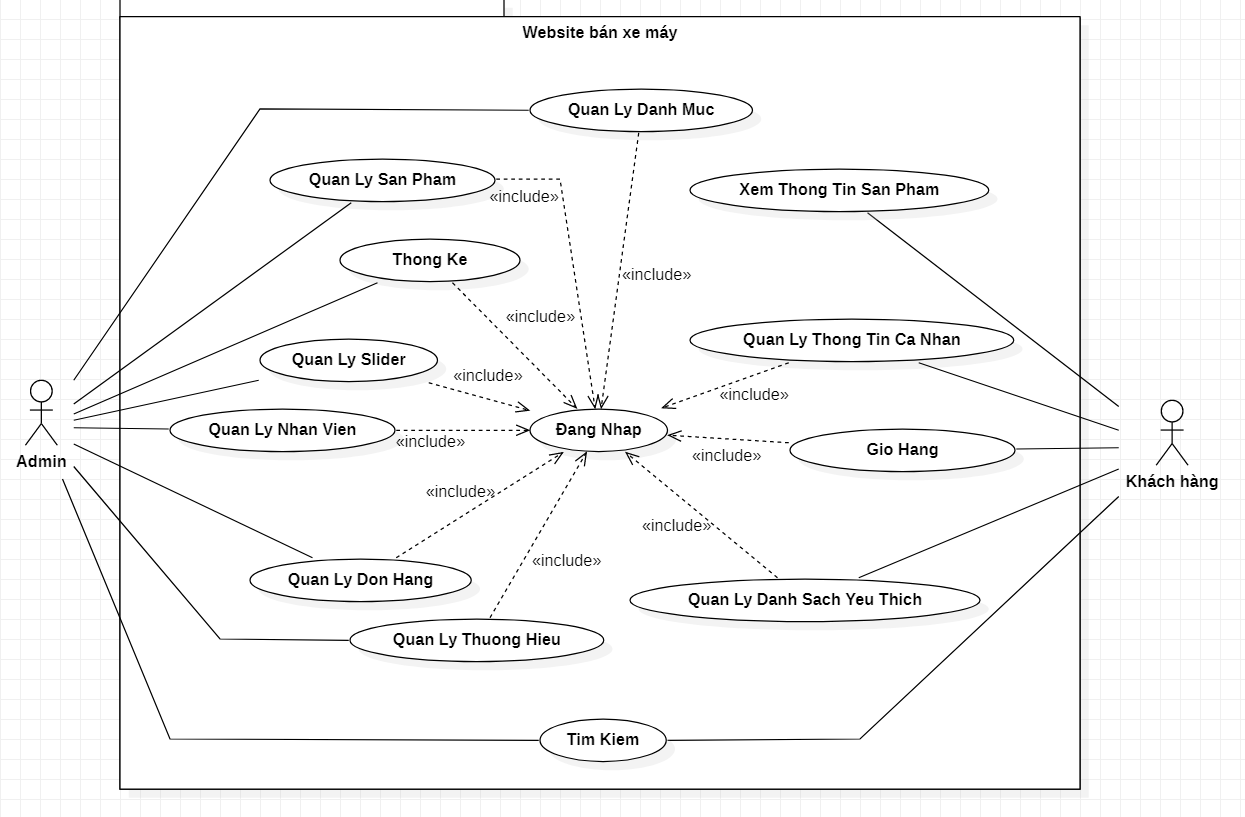 Website bán xe máy
Quan Ly Danh Muc
Quan Ly San Pham
«include»
Xem Thong Tin San Pham
Thong Ke
«include»
«include»
Quan Ly Thong Tin Ca Nhan
Quan Ly Slider
«include»
«include»
Quan Ly Nhan Vien
«include»
Đang Nhap
Gio Hang
«include»
Admin
Khách hàng
«include»
«include»
«include»
Quan Ly Don Hang
Quan Ly Danh Sach Yeu Thich
Quan Ly Thuong Hieu
Tim Kiem